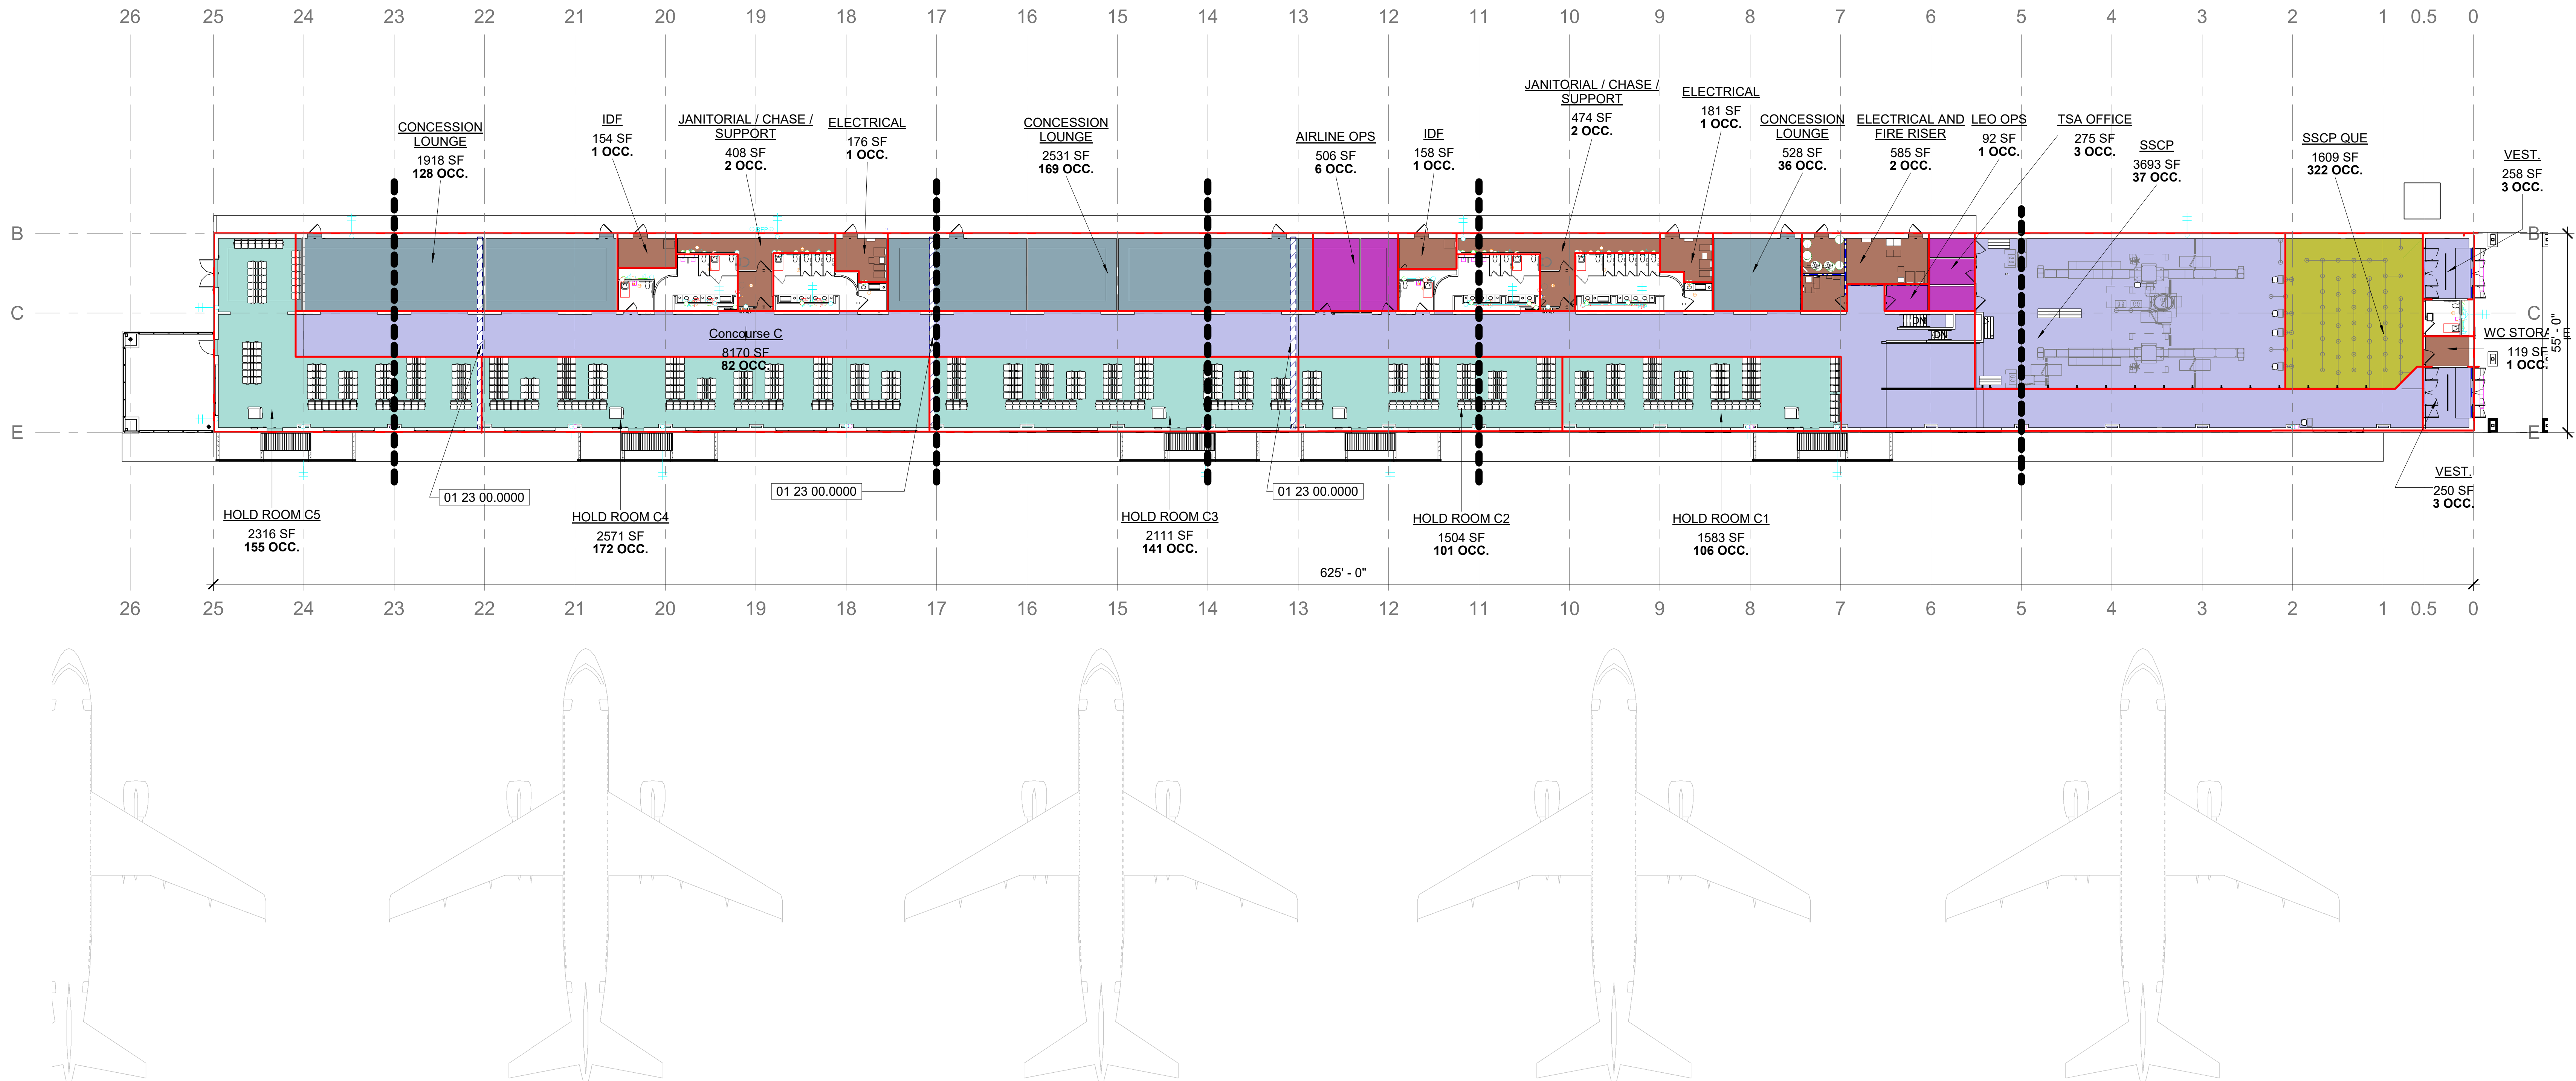 26 25 24 23 22 21 20 19 18 17 16 15 14 13 12 11 10 9 8 7 6 5 4 3 2 1 0.5 0
CONCESSION
LOUNGE
1918 SF
128 OCC.
IDF
154 SF
1 OCC.
JANITORIAL / CHASE /
SUPPORT
408 SF
2 OCC.
ELECTRICAL
176 SF
1 OCC.
CONCESSION
LOUNGE
2531 SF
169 OCC.
AIRLINE OPS
506 SF
6 OCC.
IDF
158 SF
1 OCC.
JANITORIAL / CHASE /
SUPPORT
474 SF
2 OCC.
ELECTRICAL
181 SF
1 OCC.
CONCESSION
LOUNGE
528 SF
36 OCC.
ELECTRICAL AND
FIRE RISER
585 SF
2 OCC.
LEO OPS
92 SF
1 OCC.
TSA OFFICE
275 SF
3 OCC.
SSCP
3693 SF
37 OCC.
SSCP QUE
1609 SF
322 OCC.
VEST.
258 SF
3 OCC.
B
B
C
C
E
E
DN
DN
Concourse C
8170 SF
82 OCC.
WC STORAGE
119 SF
1 OCC.
55' - 0"
VEST.
250 SF
3 OCC.
01 23 00.0000
01 23 00.0000
01 23 00.0000
HOLD ROOM C5
2316 SF
155 OCC.
HOLD ROOM C4
2571 SF
172 OCC.
HOLD ROOM C3
2111 SF
141 OCC.
HOLD ROOM C2
1504 SF
101 OCC.
HOLD ROOM C1
1583 SF
106 OCC.
625' - 0"
26 25 24 23 22 21 20 19 18 17 16 15 14 13 12 11 10 9 8 7 6 5 4 3 2 1 0.5 0